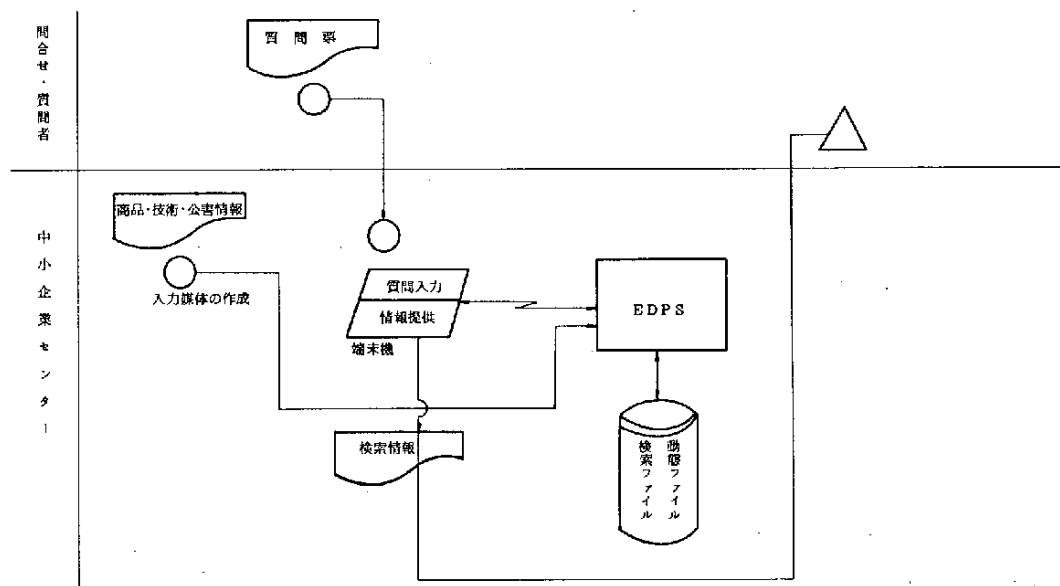 問合せ・質問者
質問票
中小企業センター
商品・技術・公害情報
入力媒体の作成
質問入力
情報提供
端末機
EDPS
検索情報
動態ファイル
検索ファイル